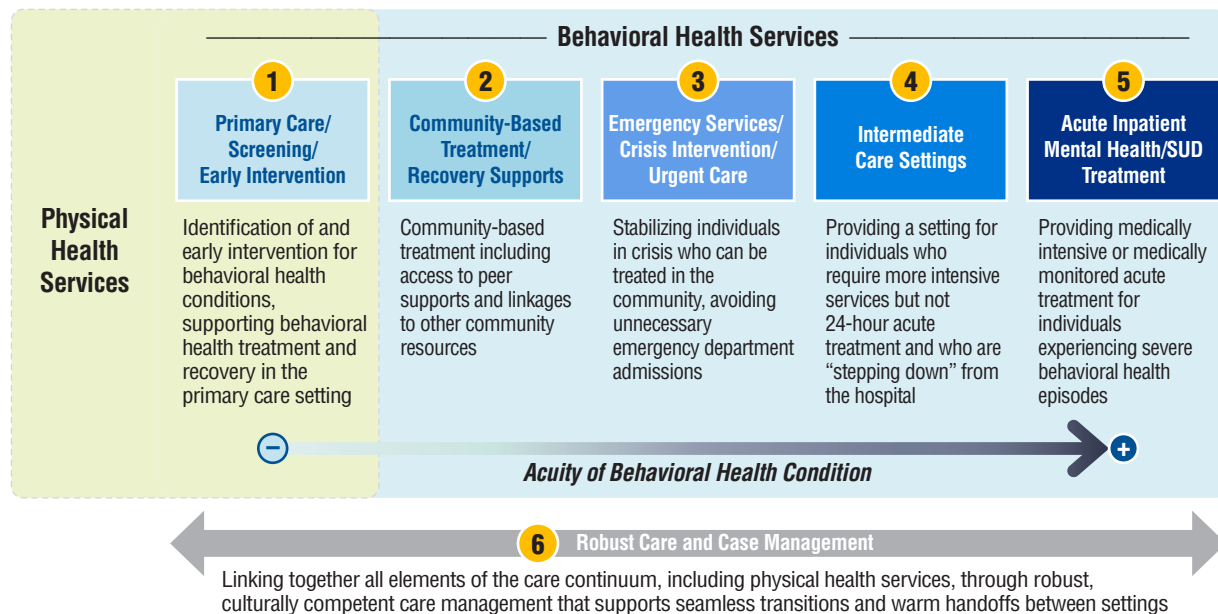 Behavioral Health Services
Physical
Health
Services
1
Primary Care/
Screening/
Early Intervention
Identification of and
early intervention for
behavioral health
conditions,
supporting behavioral
health treatment and
recovery in the
primary care setting
2
Community-Based
Treatment/
Recovery Supports
Community-based
treatment including
access to peer
supports and linkages
to other community
resources
3
Emergency Services/
Crisis Intervention/
Urgent Care
Stabilizing individuals
in crisis who can be
treated in the
community, avoiding
unnecessary
emergency department
admissions
4
Intermediate
Care Settings
Providing a setting for
individuals who
require more intensive
services but not
24-hour acute
treatment and who are
“stepping down” from
the hospital
5
Acute Inpatient
Mental Health/SUD
Treatment
Providing medically
intensive or medically
monitored acute
treatment for
individuals
experiencing severe
behavioral health
episodes
− +
Acuity of Behavioral Health Condition
6 Robust Care and Case Management
Linking together all elements of the care continuum, including physical health services, through robust,
culturally competent care management that supports seamless transitions and warm handoffs between settings